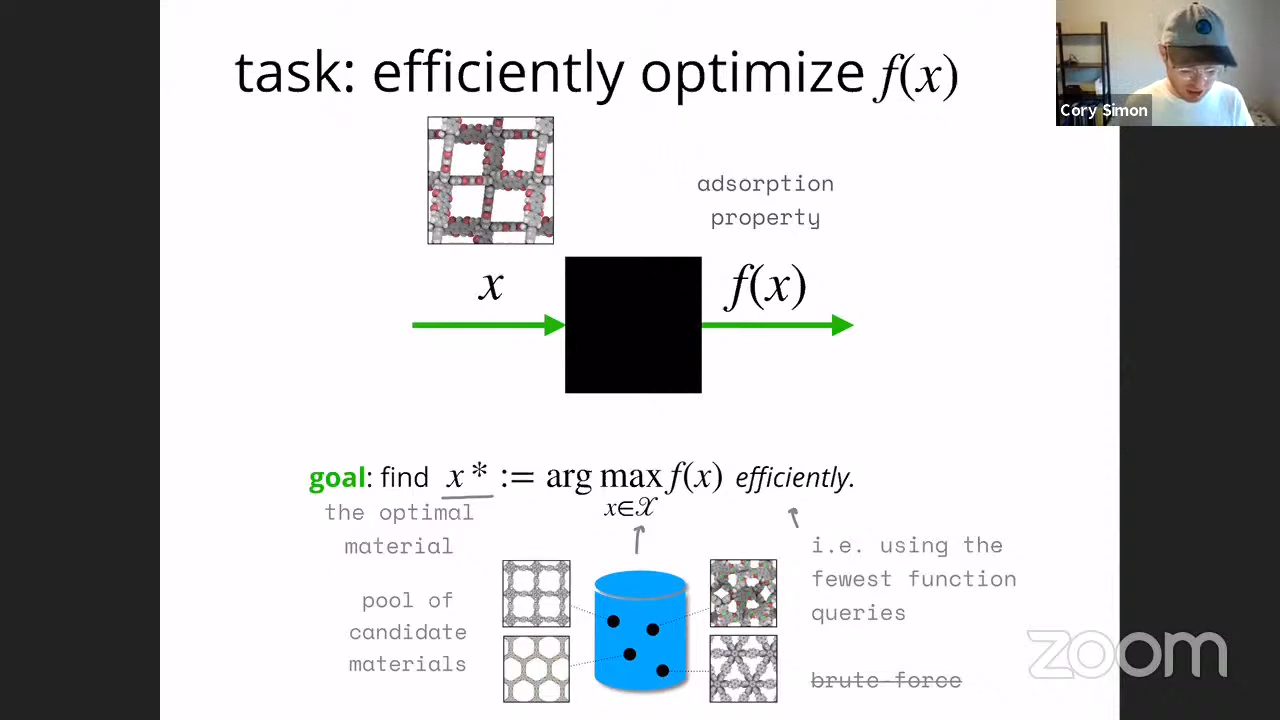 task: efficiently optimize f(x)
Cory Simon
adsorption
property
x
f(x)
goal: find x* := arg max f(x) efficiently.
x∈𝒳
the optimal
material
i.e. using the
fewest function
queries
pool of
candidate
materials
brute-force
zoom